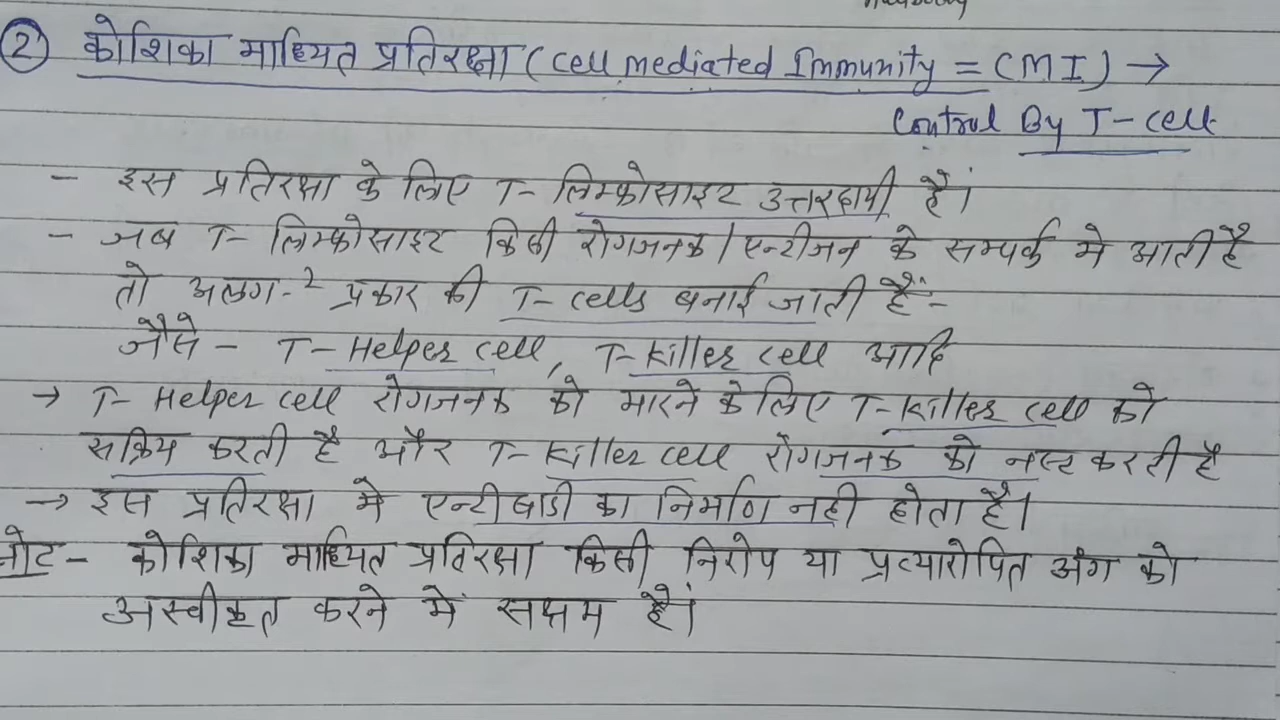 ② कोशिका माध्यित प्रतिरक्षा (Cell mediated Immunity = CMI) →
Control By T-cell
- इस प्रतिरक्षा के लिए T- लिम्फोसाइट उत्तरदायी है।
- जब T- लिम्फोसाइट किसी रोगजनक/एन्टीजन के सम्पर्क मे आती है
तो अलग-² प्रकार की T-cells बनाई जाती है:-
जैसे - T-Helper cell, T-Killer cell आदि
→ T- Helper cell रोगजनक को मारने के लिए T-Killer cell को
सक्रिय करती है और T-Killer cell रोगजनक को नष्ट करती है
→ इस प्रतिरक्षा मे एन्टीबाडी का निर्माण नही होता है।
नोट- कोशिका माध्यित प्रतिरक्षा किसी निरोप या प्रत्यारोपित अंग को
अस्वीकृत करने में सक्षम है।